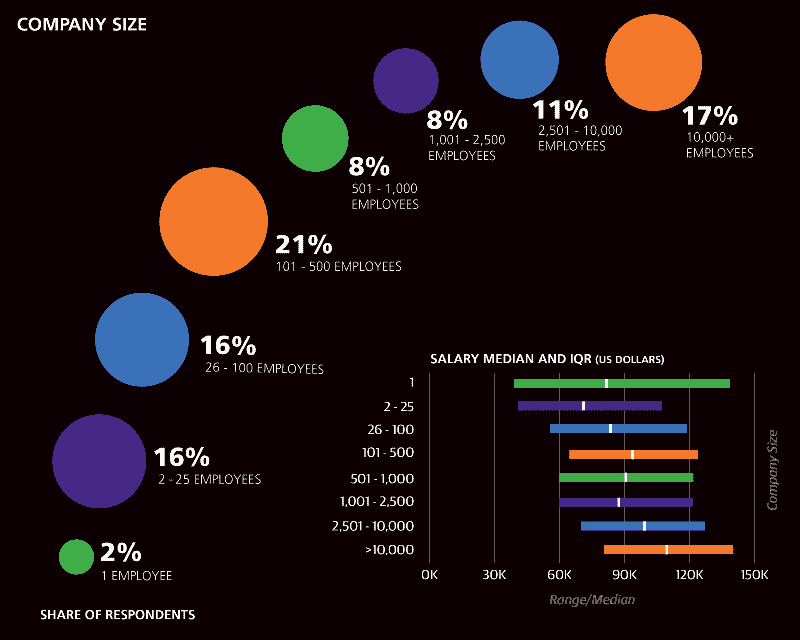 COMPANY SIZE
8%
1,001 - 2,500
EMPLOYEES
11%
2,501 - 10,000
EMPLOYEES
17%
10,000+
EMPLOYEES
8%
501 - 1,000
EMPLOYEES
21%
101 - 500 EMPLOYEES
16%
26 - 100 EMPLOYEES
16%
2 - 25 EMPLOYEES
2%
1 EMPLOYEE
SHARE OF RESPONDENTS
SALARY MEDIAN AND IQR (US DOLLARS)
1
2 - 25
26 - 100
101 - 500
501 - 1,000
1,001 - 2,500
2,501 - 10,000
>10,000
0K 30K 60K 90K 120K 150K
Range/Median
Company Size